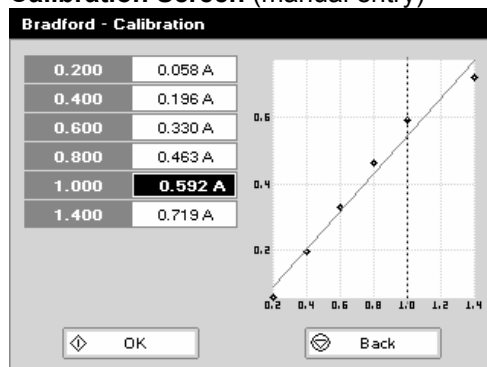 Calibration Screen (manual entry)
Bradford - Calibration
0.200 0.058 A
0.400 0.196 A
0.600 0.330 A
0.800 0.463 A
1.000 0.592 A
1.400 0.719 A
0.6
0.4
0.2
0.2 0.4 0.6 0.8 1.0 1.2 1.4
OK Back